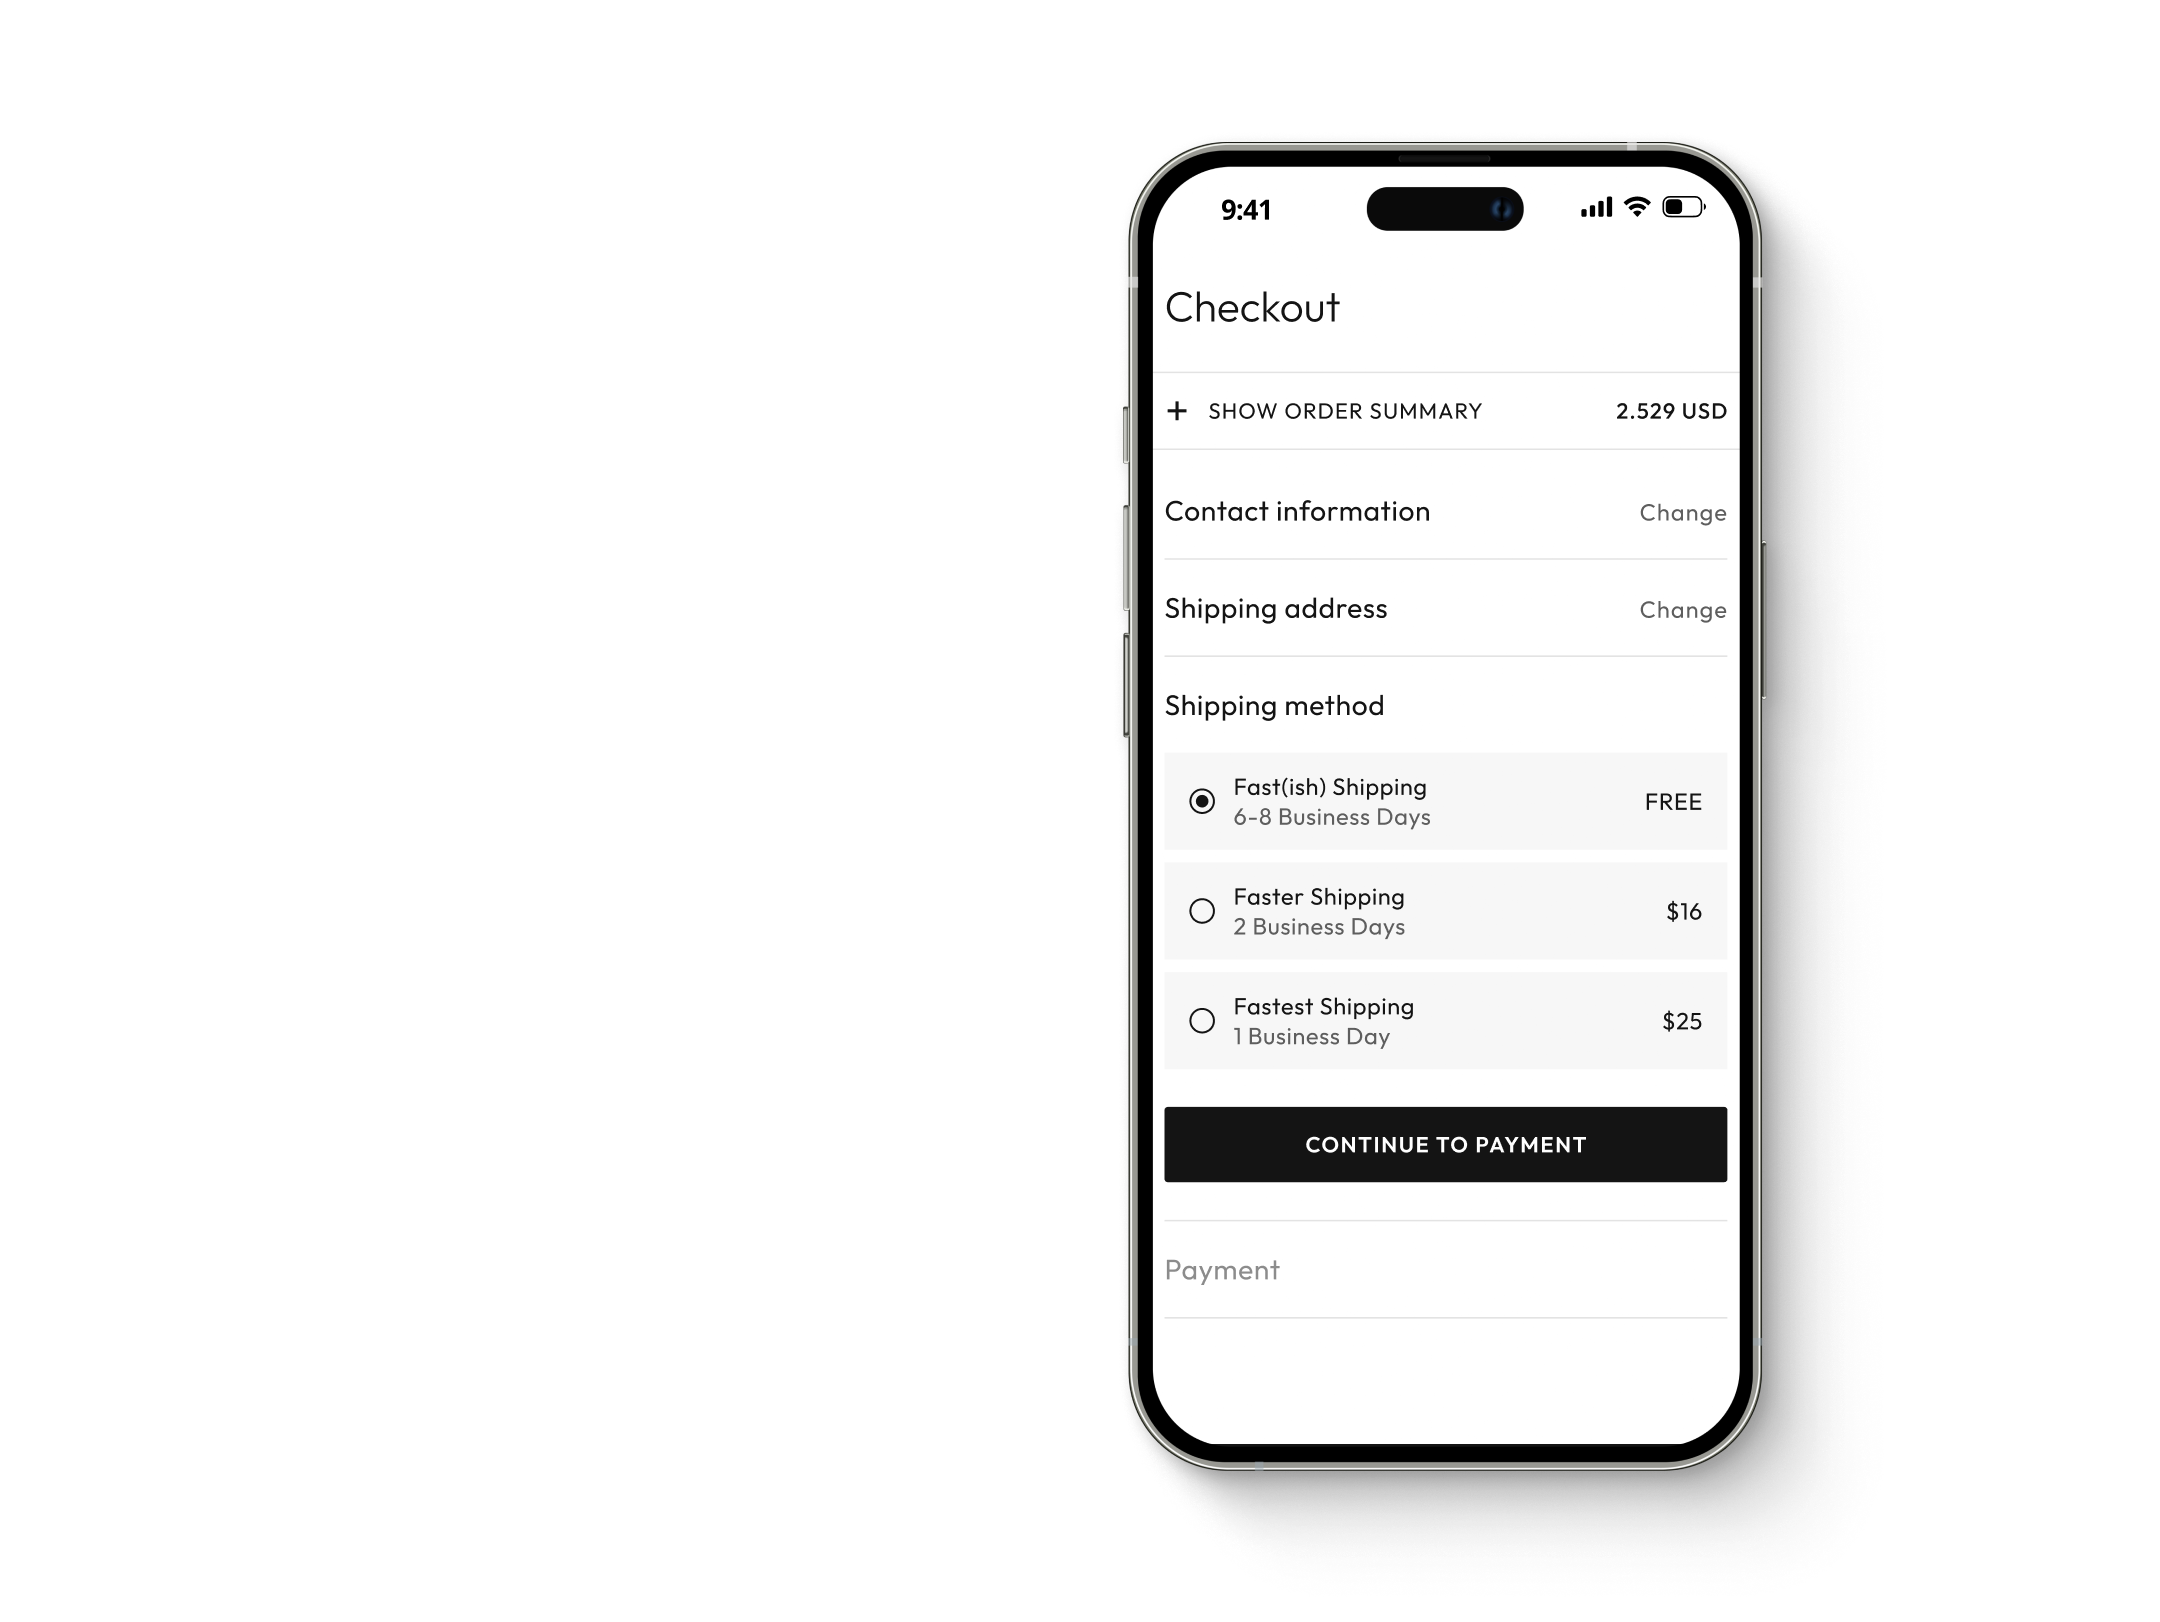 9:41
Checkout
+ SHOW ORDER SUMMARY 2.529 USD
Contact information Change
Shipping address Change
Shipping method
Fast(ish) Shipping
6-8 Business Days
FREE
Faster Shipping
2 Business Days
$16
Fastest Shipping
1 Business Day
$25
CONTINUE TO PAYMENT
Payment